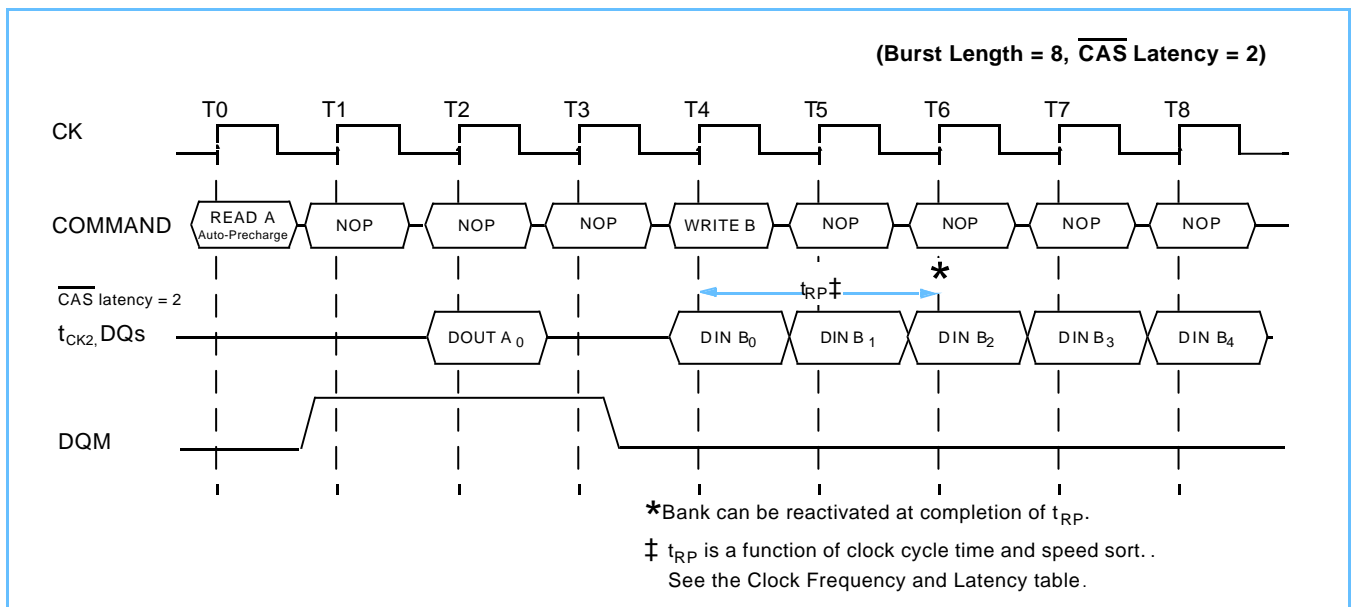 (Burst Length = 8, CAS Latency = 2)
T0 T1 T2 T3 T4 T5 T6 T7 T8
CK
COMMAND
READ A
Auto-Precharge
NOP NOP NOP WRITE B NOP NOP NOP NOP
*
CAS latency = 2
tRP‡
tCK2, DQs
DOUT A0 DIN B0 DIN B1 DIN B2 DIN B3 DIN B4
DQM
*Bank can be reactivated at completion of tRP.
‡ tRP is a function of clock cycle time and speed sort. .
See the Clock Frequency and Latency table.